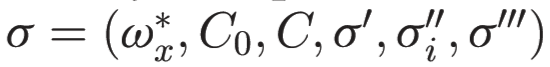 σ = (ω*ₓ, C₀, C, σ′, σ″ᵢ, σ‴)